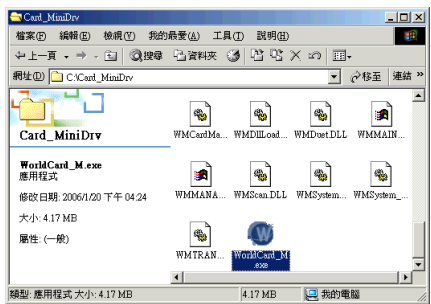 Card_MiniDrv
檔案(F) 編輯(E) 檢視(V) 我的最愛(A) 工具(T) 說明(H)
上一頁 搜尋 資料夾
網址(D) C:\Card_MiniDrv 移至 連結 »
Card_MiniDrv
WorldCard_M.exe
應用程式
修改日期: 2006/1/20 下午 04:24
大小: 4.17 MB
屬性: (一般)
WMCardMa... WMDllLoad... WMDust.DLL WMMAIN...
WMMANA... WMScan.DLL WMSystem... WMSystem_...
WMTRAN... WorldCard_M
.exe
類型: 應用程式 大小: 4.17 MB 4.17 MB 我的電腦